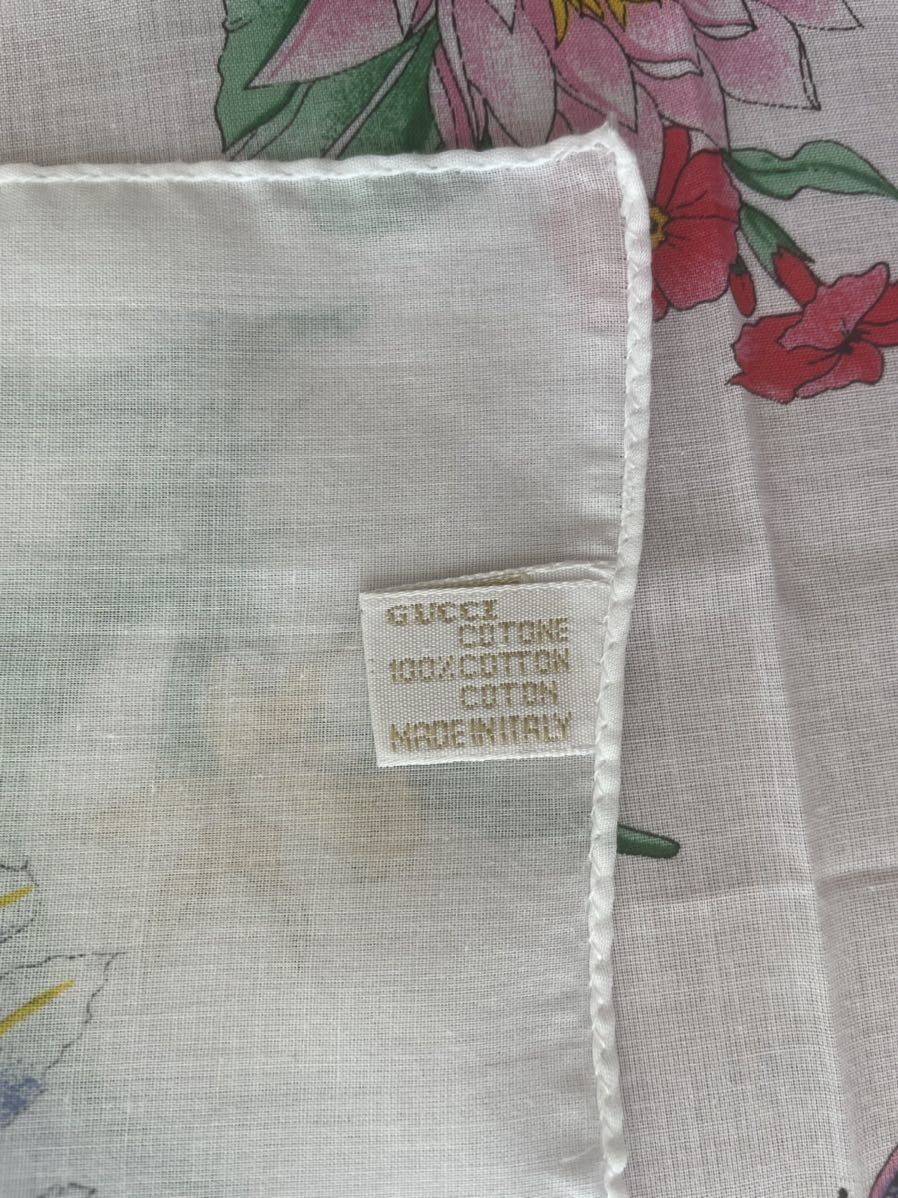 GUCCI
COTONE
100% COTTON
COTON
MADE IN ITALY